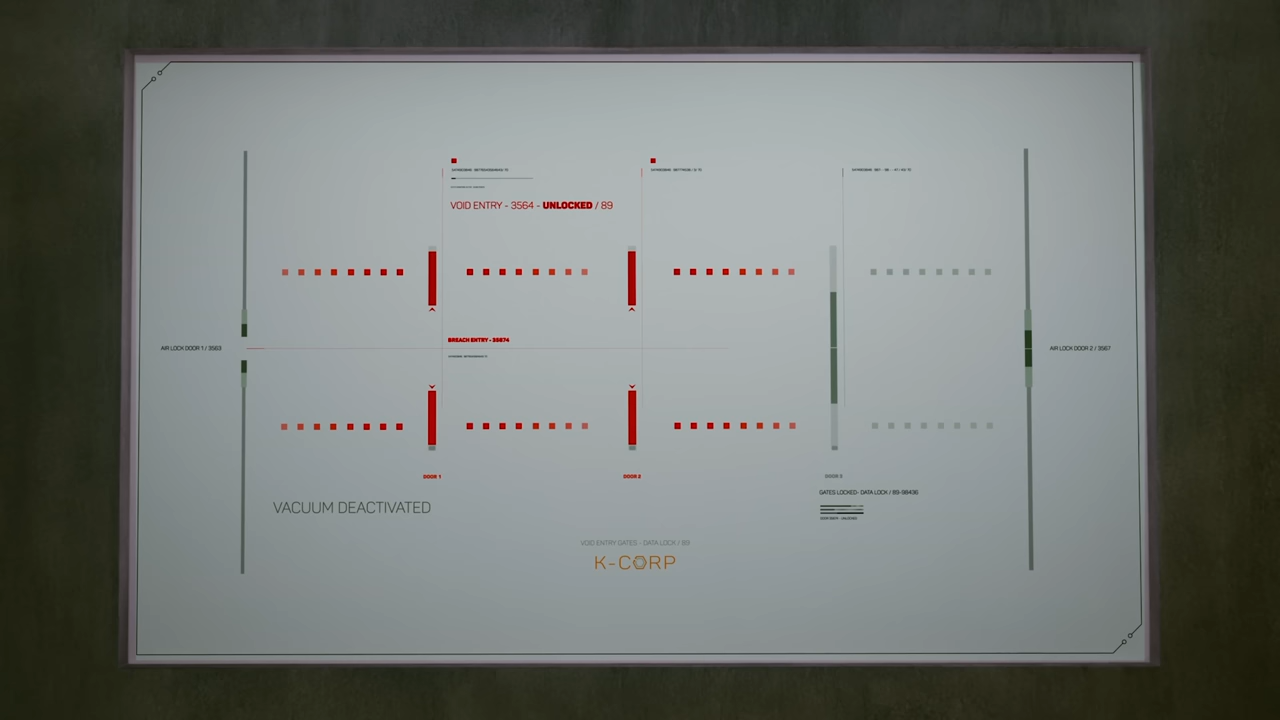 VOID ENTRY - 3564 - UNLOCKED / 89
BREACH ENTRY - 35874
AIR LOCK DOOR 1 / 3563
AIR LOCK DOOR 2 / 3567
DOOR 1
DOOR 2
DOOR 3
GATES LOCKED- DATA LOCK / 89-98436
VACUUM DEACTIVATED
VOID ENTRY GATES - DATA LOCK / 89
K-CORP